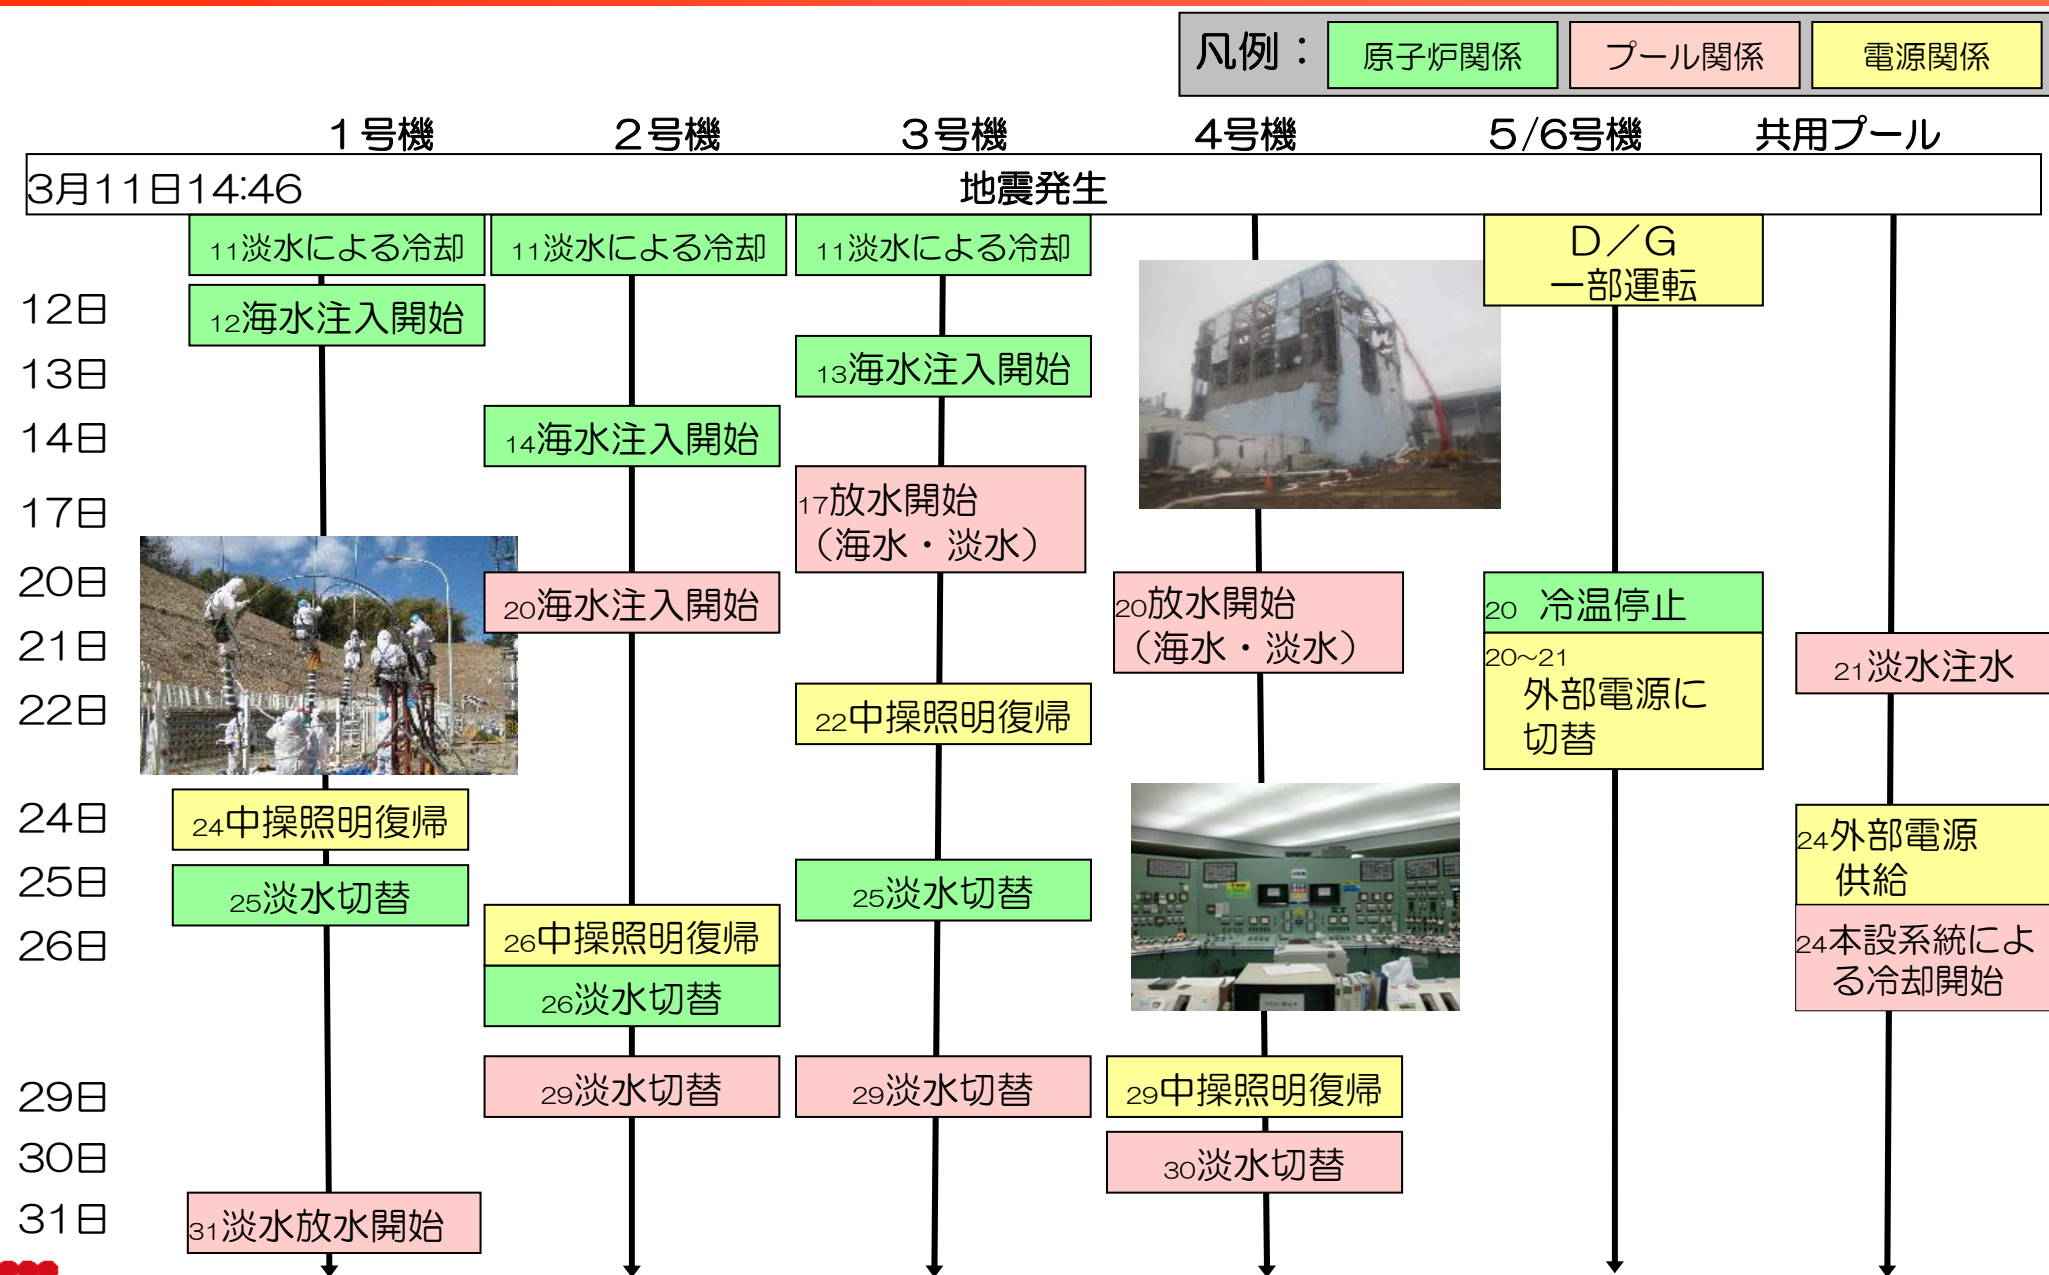 凡例：
原子炉関係
プール関係
電源関係
１号機
２号機
３号機
4号機
5/6号機
共用プール
3月11日14:46
地震発生
11淡水による冷却
11淡水による冷却
11淡水による冷却
D／G
一部運転
12日
12海水注入開始
13日
13海水注入開始
14日
14海水注入開始
17日
17放水開始
（海水・淡水）
20日
20海水注入開始
20放水開始
（海水・淡水）
20 冷温停止
21日
20~21
外部電源に
切替
21淡水注水
22日
22中操照明復帰
24日
24中操照明復帰
24外部電源
供給
25日
25淡水切替
25淡水切替
26日
26中操照明復帰
26淡水切替
24本設系統によ
る冷却開始
29日
29淡水切替
29淡水切替
29中操照明復帰
30日
30淡水切替
31日
31淡水放水開始